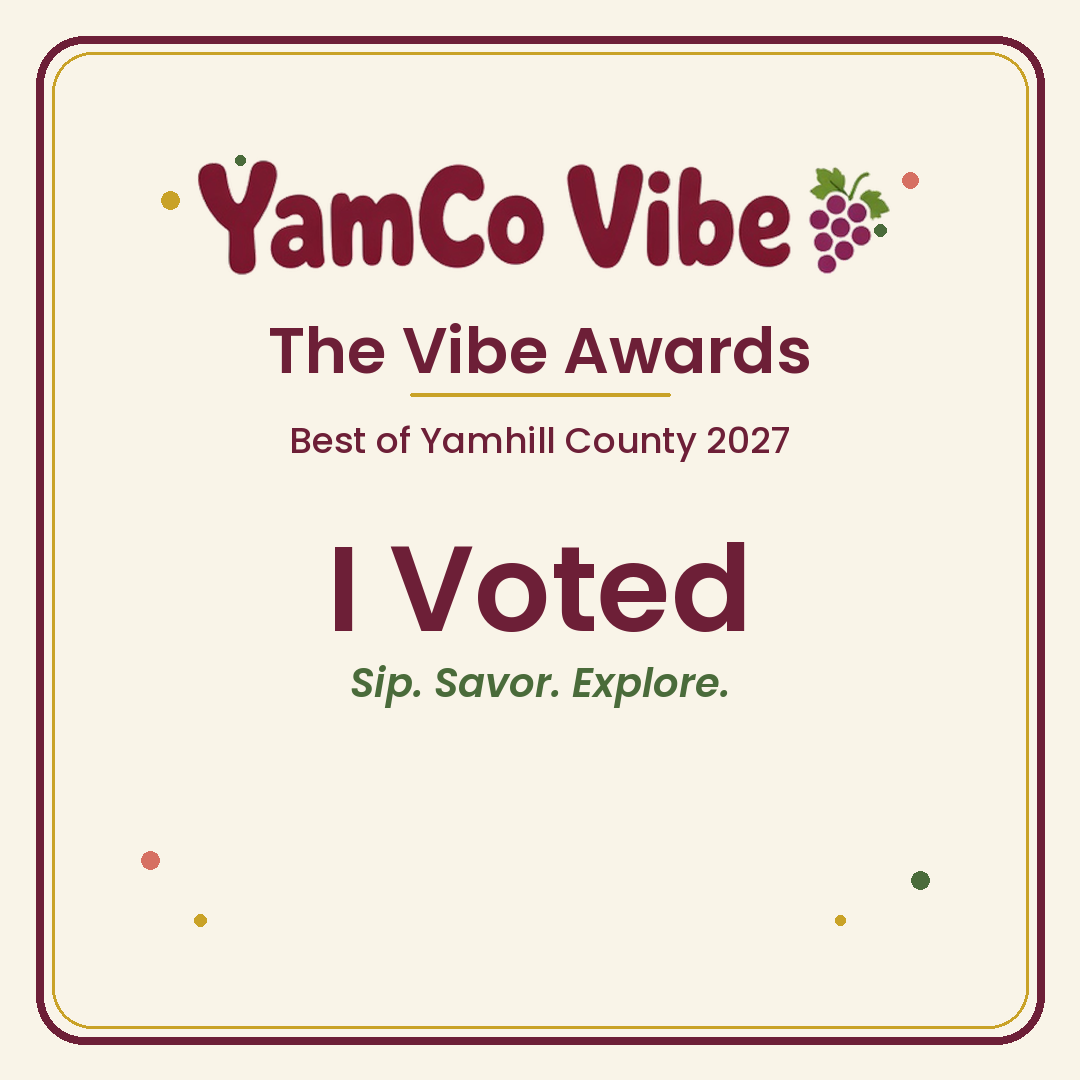 YamCo Vibe
The Vibe Awards
Best of Yamhill County 2027
I Voted
Sip. Savor. Explore.